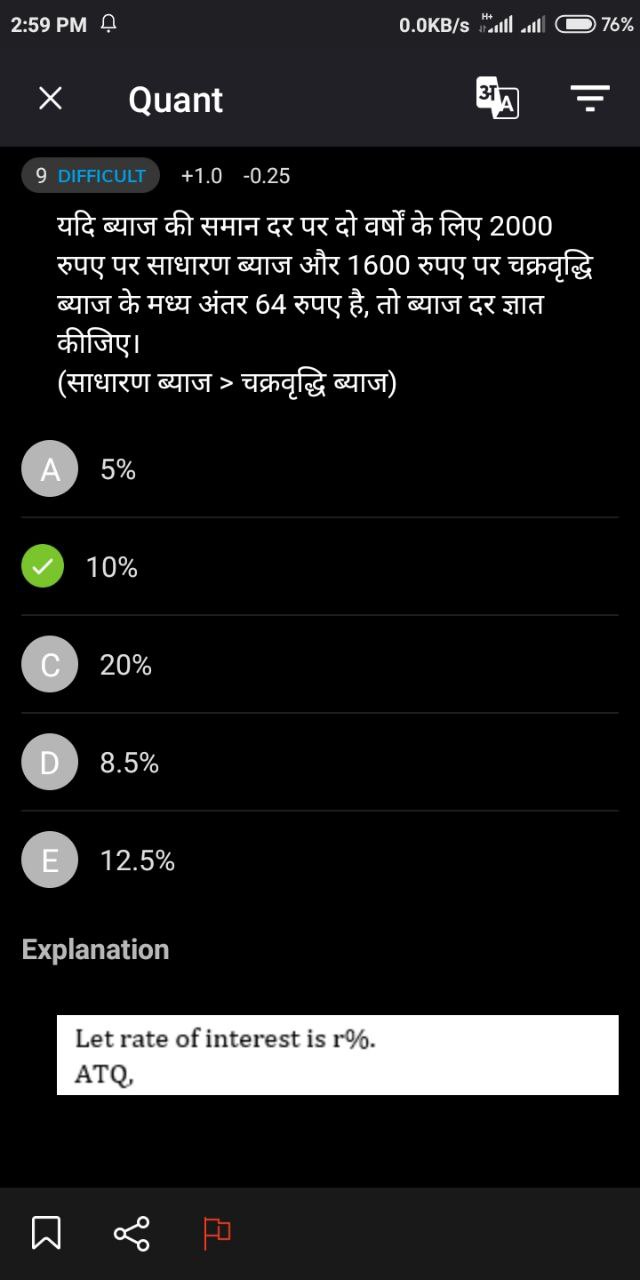 2:59 PM 0.0KB/s H+ 76%
Quant अ A
9 DIFFICULT +1.0 -0.25
यदि ब्याज की समान दर पर दो वर्षों के लिए 2000
रुपए पर साधारण ब्याज और 1600 रुपए पर चक्रवृद्धि
ब्याज के मध्य अंतर 64 रुपए है, तो ब्याज दर ज्ञात
कीजिए।
(साधारण ब्याज > चक्रवृद्धि ब्याज)
A 5%
10%
C 20%
D 8.5%
E 12.5%
Explanation
Let rate of interest is r%.
ATQ,